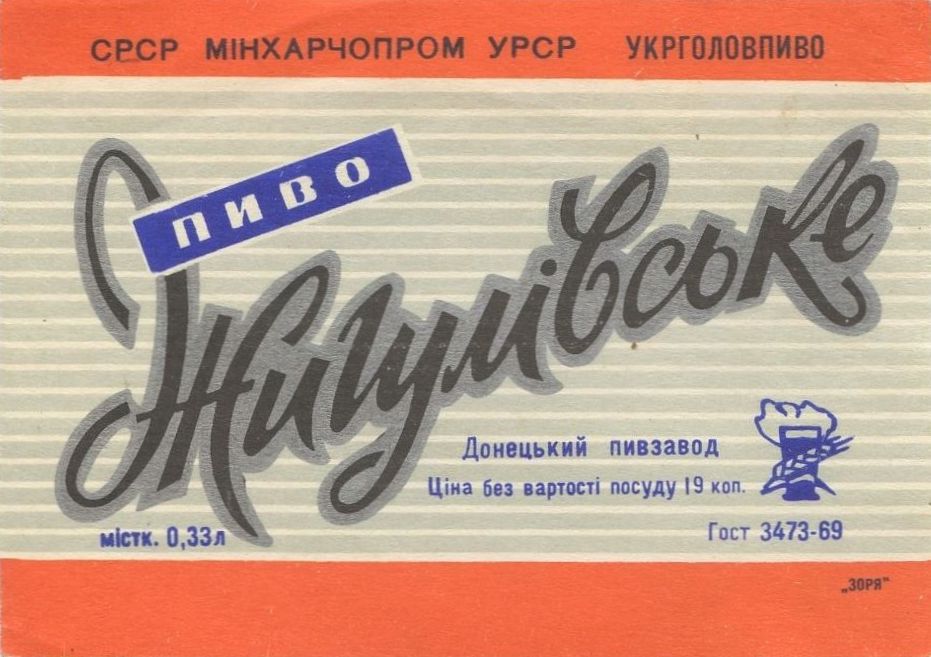 СРСР МІНХАРЧОПРОМ УРСР УКРГОЛОВПИВО
ПИВО
Жигулівське
Донецький пивзавод
Ціна без вартості посуду 19 коп.
містк. 0,33л
Гост 3473-69
„ЗОРЯ"